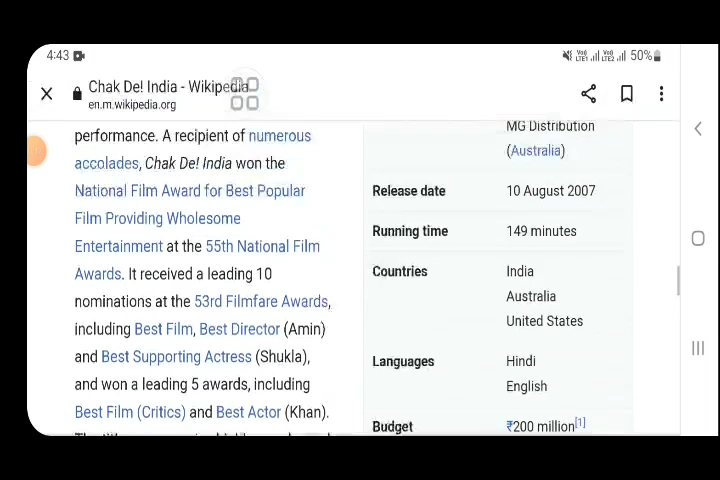 4:43
Voo) LTE1 Voo) LTE2 50%
Chak De! India - Wikipedia
en.m.wikipedia.org
performance. A recipient of numerous
accolades, Chak De! India won the
National Film Award for Best Popular
Film Providing Wholesome
Entertainment at the 55th National Film
Awards. It received a leading 10
nominations at the 53rd Filmfare Awards,
including Best Film, Best Director (Amin)
and Best Supporting Actress (Shukla),
and won a leading 5 awards, including
Best Film (Critics) and Best Actor (Khan).
MG Distribution
(Australia)
Release date 10 August 2007
Running time 149 minutes
Countries India
Australia
United States
Languages Hindi
English
Budget ₹200 million[1]